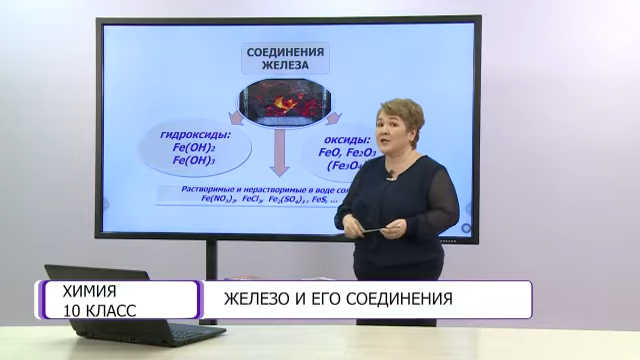 СОЕДИНЕНИЯ
ЖЕЛЕЗА
гидроксиды:
Fe(OH)₂
Fe(OH)₃
оксиды:
FeO, Fe₂O₃
(Fe₃O₄
Растворимые и нерастворимые в воде
Fe(NO₃)₃, FeCl₃, Fe₂(SO₄)₃, FeS, ...
ХИМИЯ
10 КЛАСС
ЖЕЛЕЗО И ЕГО СОЕДИНЕНИЯ